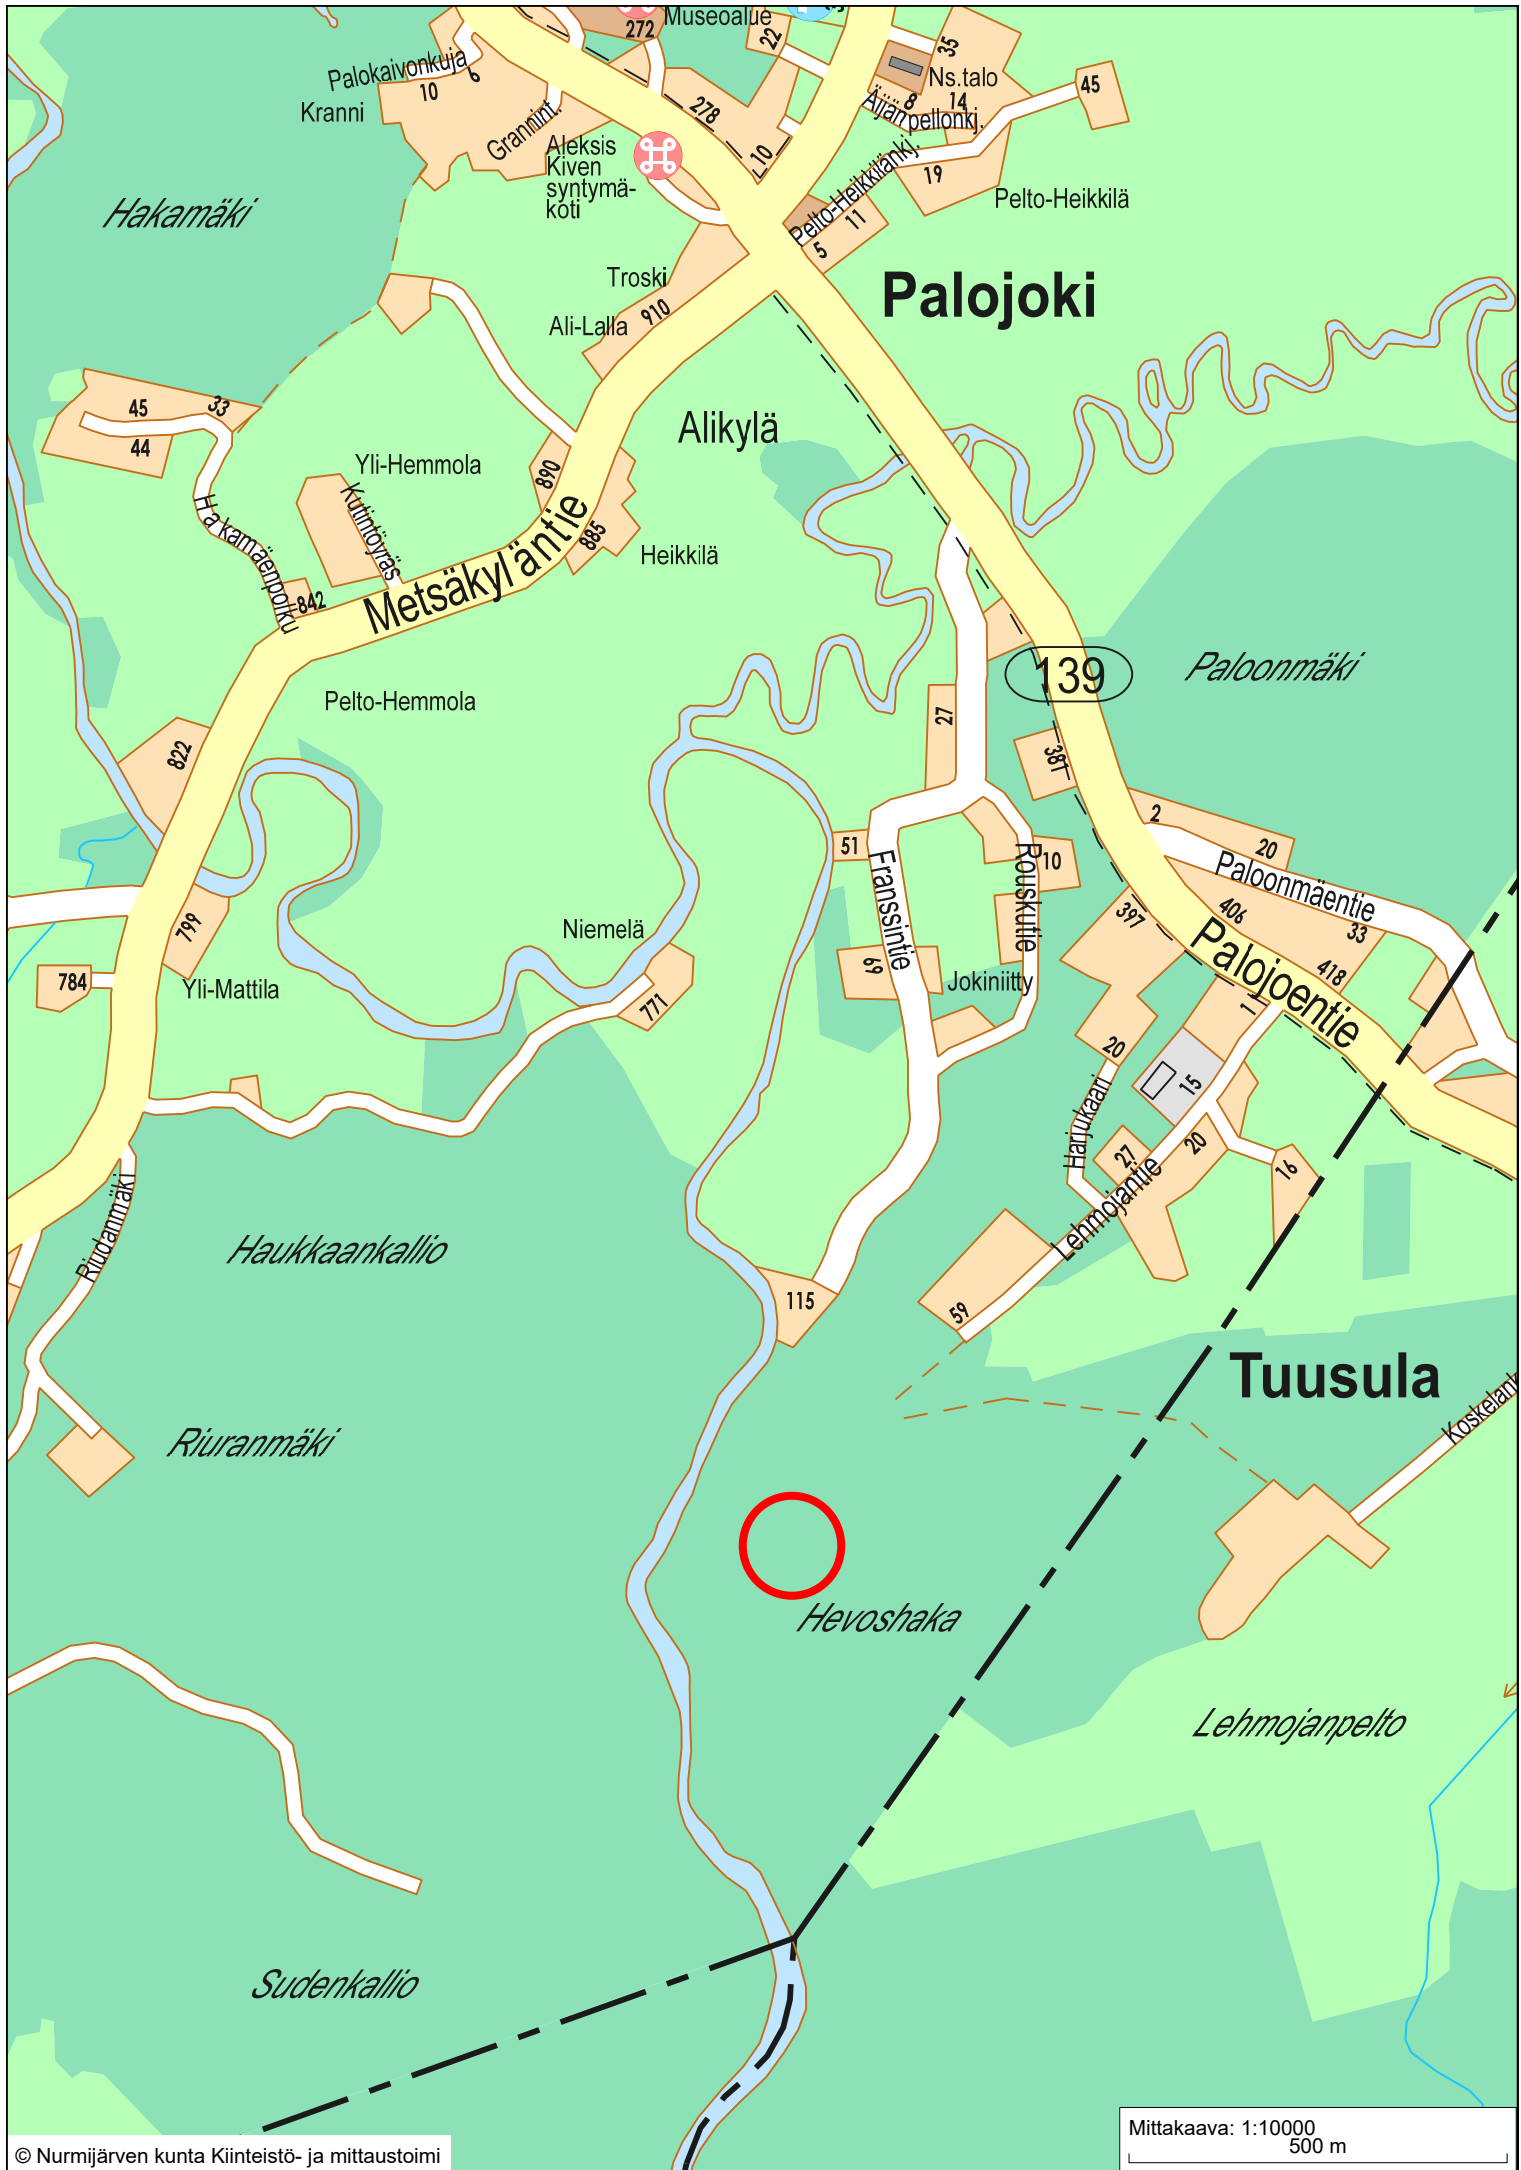 Museoalue
272
22
35
Palokaivonkuja
6
10
Kranni
Ns.talo
8
14
45
Äijänpellonkj.
278
Grannint.
Aleksis
Kiven
syntymä-
koti
10
Pelto-Heikkilänkj.
19
Hakamäki
Pelto-Heikkilä
11
5
Troski
Palojoki
910
Ali-Lalla
45
33
44
Alikylä
Yli-Hemmola
890
Kutintöyräs
Hakamäenpolku
885
Metsäkyläntie
Heikkilä
842
139
Paloonmäki
Pelto-Hemmola
27
822
381
2
20
51
Franssintie
Rouskutie
10
Paloonmäentie
406
33
397
799
Niemelä
Palojoentie
418
69
784
Yli-Mattila
Jokiniitty
771
1
20
15
Harjukaari
27
20
16
Riudanmäki
Lehmojantie
Haukkaankallio
115
59
Tuusula
Riuranmäki
Hevoshaka
Lehmojanpelto
Sudenkallio
Mittakaava: 1:10000
500 m
© Nurmijärven kunta Kiinteistö- ja mittaustoimi